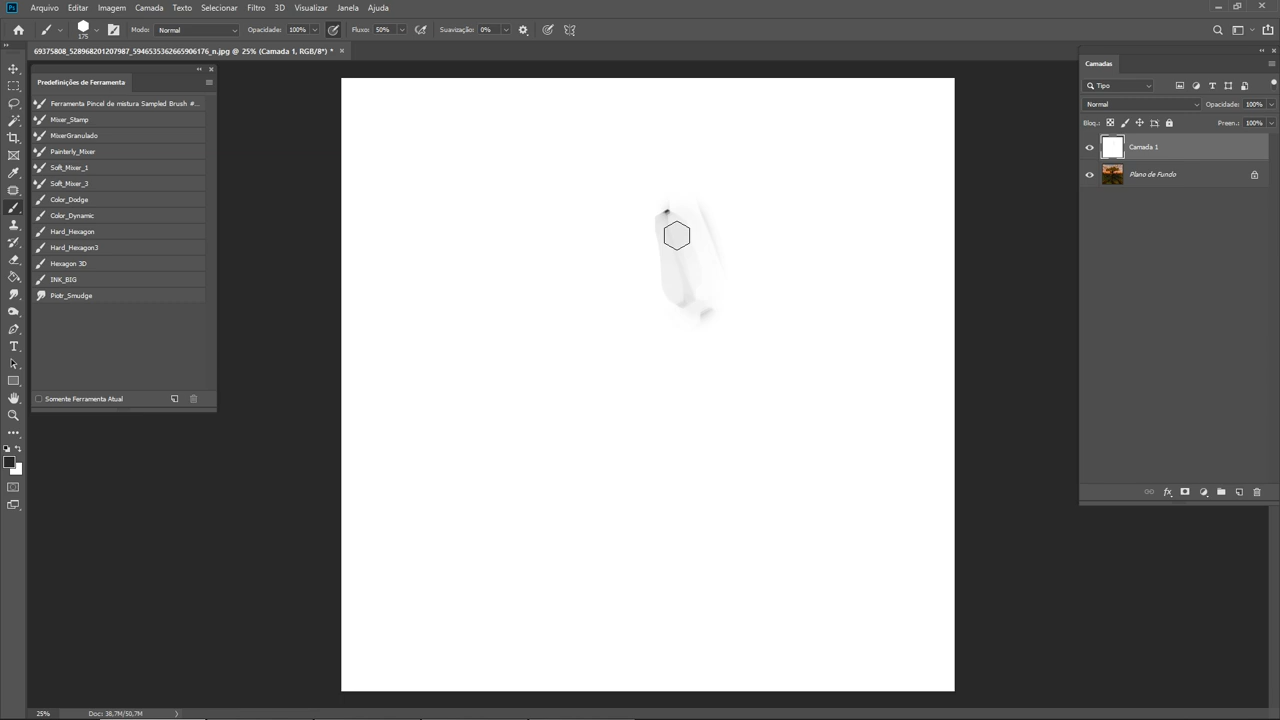 Ps Arquivo Editar Imagem Camada Texto Selecionar Filtro 3D Visualizar Janela Ajuda
175 Modo: Normal Opacidade: 100% Fluxo: 50% Suavização: 0%
69375808_528968201207987_5946535362665906176_n.jpg @ 25% (Camada 1, RGB/8*) *
Predefinições de Ferramenta
Ferramenta Pincel de mistura Sampled Brush #...
Mixer_Stamp
MixerGranulado
Painterly_Mixer
Soft_Mixer_1
Soft_Mixer_3
Color_Dodge
Color_Dynamic
Hard_Hexagon
Hard_Hexagon3
Hexagon 3D
INK_BIG
Piotr_Smudge
Somente Ferramenta Atual
Camadas
Tipo
Normal Opacidade: 100%
Bloq.: Preen.: 100%
Camada 1
Plano de Fundo
fx
25% Doc: 38,7M/50,7M